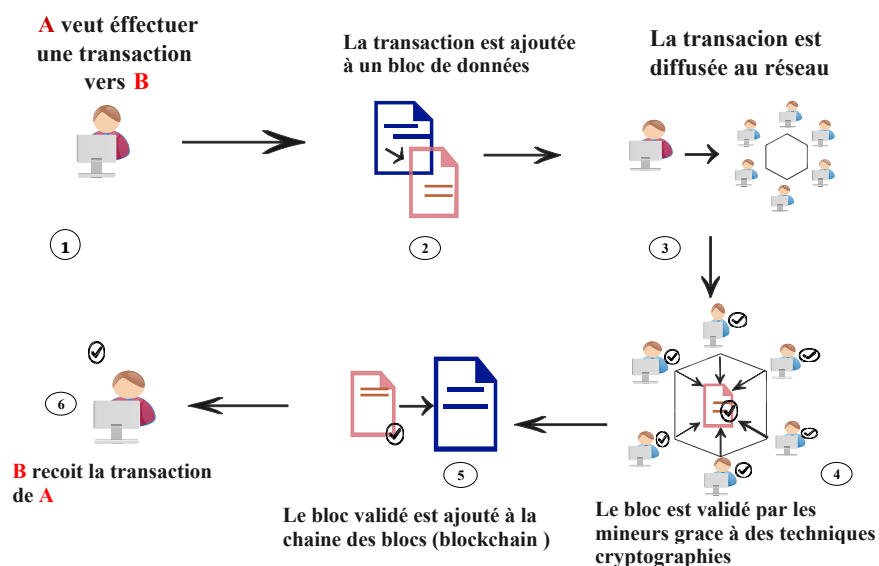 A veut éffectuer
une transaction
vers B
1
La transaction est ajoutée
à un bloc de données
2
La transacion est
diffusée au réseau
3
4
Le bloc est validé par les
mineurs grace à des techniques
cryptographies
5
Le bloc validé est ajouté à la
chaine des blocs (blockchain )
6
B recoit la transaction
de A